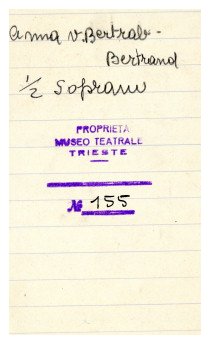 Anna v. Bertrab -
Bertrand
1/2 Soprano
PROPRIETÀ
MUSEO TEATRALE
TRIESTE
№ 155